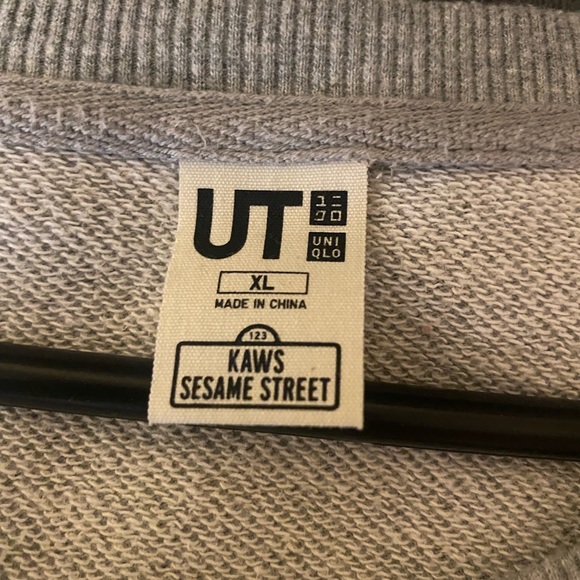 UT
ユニ
クロ
UNI
QLO
XL
MADE IN CHINA
123
KAWS
SESAME STREET